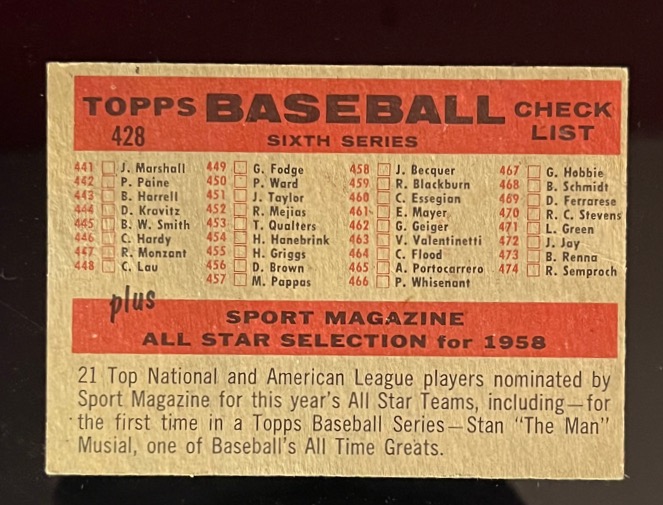 TOPPS BASEBALL CHECK LIST
428
SIXTH SERIES
441 J. Marshall
442 P. Paine
443 B. Harrell
444 D. Kravitz
445 B. W. Smith
446 C. Hardy
447 R. Monzant
448 C. Lau
449 G. Fodge
450 P. Ward
451 J. Taylor
452 R. Mejias
453 T. Qualters
454 H. Hanebrink
455 H. Griggs
456 D. Brown
457 M. Pappas
458 J. Becquer
459 R. Blackburn
460 C. Essegian
461 E. Mayer
462 G. Geiger
463 V. Valentinetti
464 C. Flood
465 A. Portocarrero
466 P. Whisenant
467 G. Hobbie
468 B. Schmidt
469 D. Ferrarese
470 R. C. Stevens
471 L. Green
472 J. Jay
473 B. Renna
474 R. Semproch
plus
SPORT MAGAZINE
ALL STAR SELECTION for 1958
21 Top National and American League players nominated by
Sport Magazine for this year's All Star Teams, including—for
the first time in a Topps Baseball Series—Stan "The Man"
Musial, one of Baseball's All Time Greats.